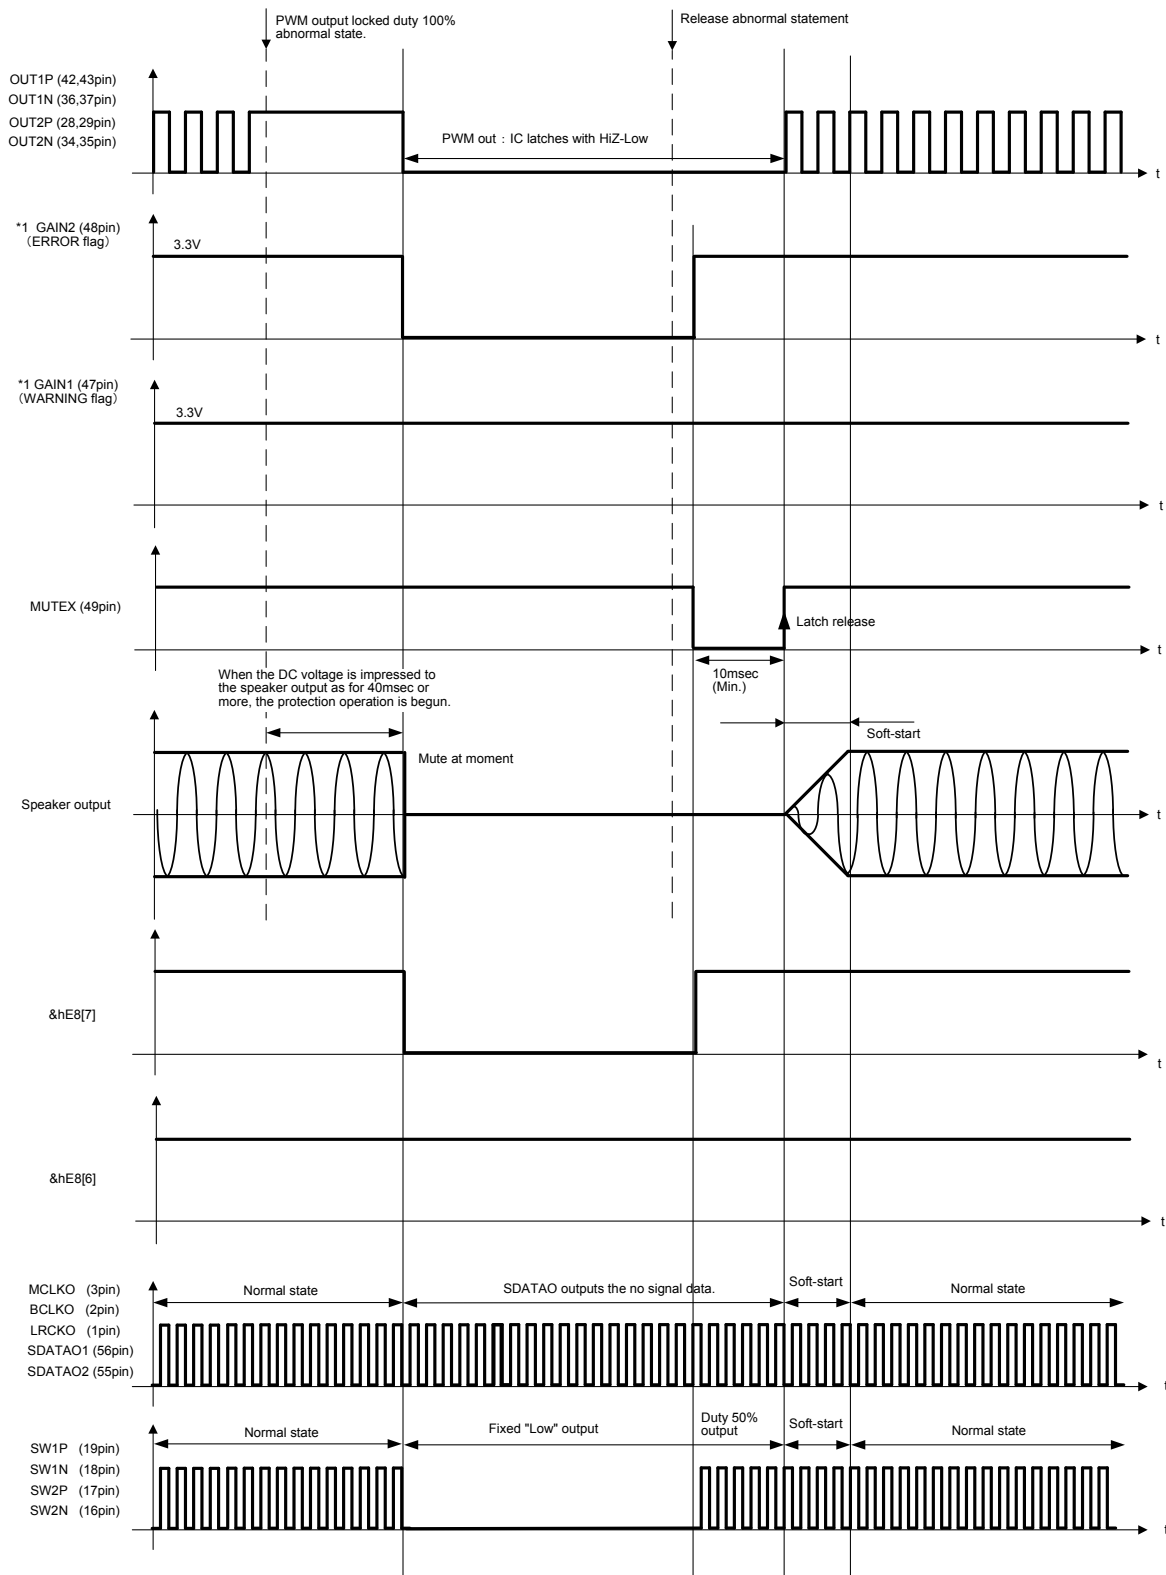 PWM output locked duty 100%
abnormal state.
Release abnormal statement
OUT1P (42,43pin)
OUT1N (36,37pin)
OUT2P (28,29pin)
OUT2N (34,35pin)
PWM out : IC latches with HiZ-Low
t
*1 GAIN2 (48pin)
（ERROR flag）
3.3V
t
*1 GAIN1 (47pin)
（WARNING flag）
3.3V
t
MUTEX (49pin)
Latch release
t
10msec
(Min.)
When the DC voltage is impressed to
the speaker output as for 40msec or
more, the protection operation is begun.
Soft-start
Mute at moment
Speaker output
t
&hE8[7]
t
&hE8[6]
t
MCLKO (3pin)
BCLKO (2pin)
LRCKO (1pin)
SDATAO1 (56pin)
SDATAO2 (55pin)
Normal state
SDATAO outputs the no signal data.
Soft-start
Normal state
t
SW1P (19pin)
SW1N (18pin)
SW2P (17pin)
SW2N (16pin)
Normal state
Fixed "Low" output
Duty 50%
output
Soft-start
Normal state
t